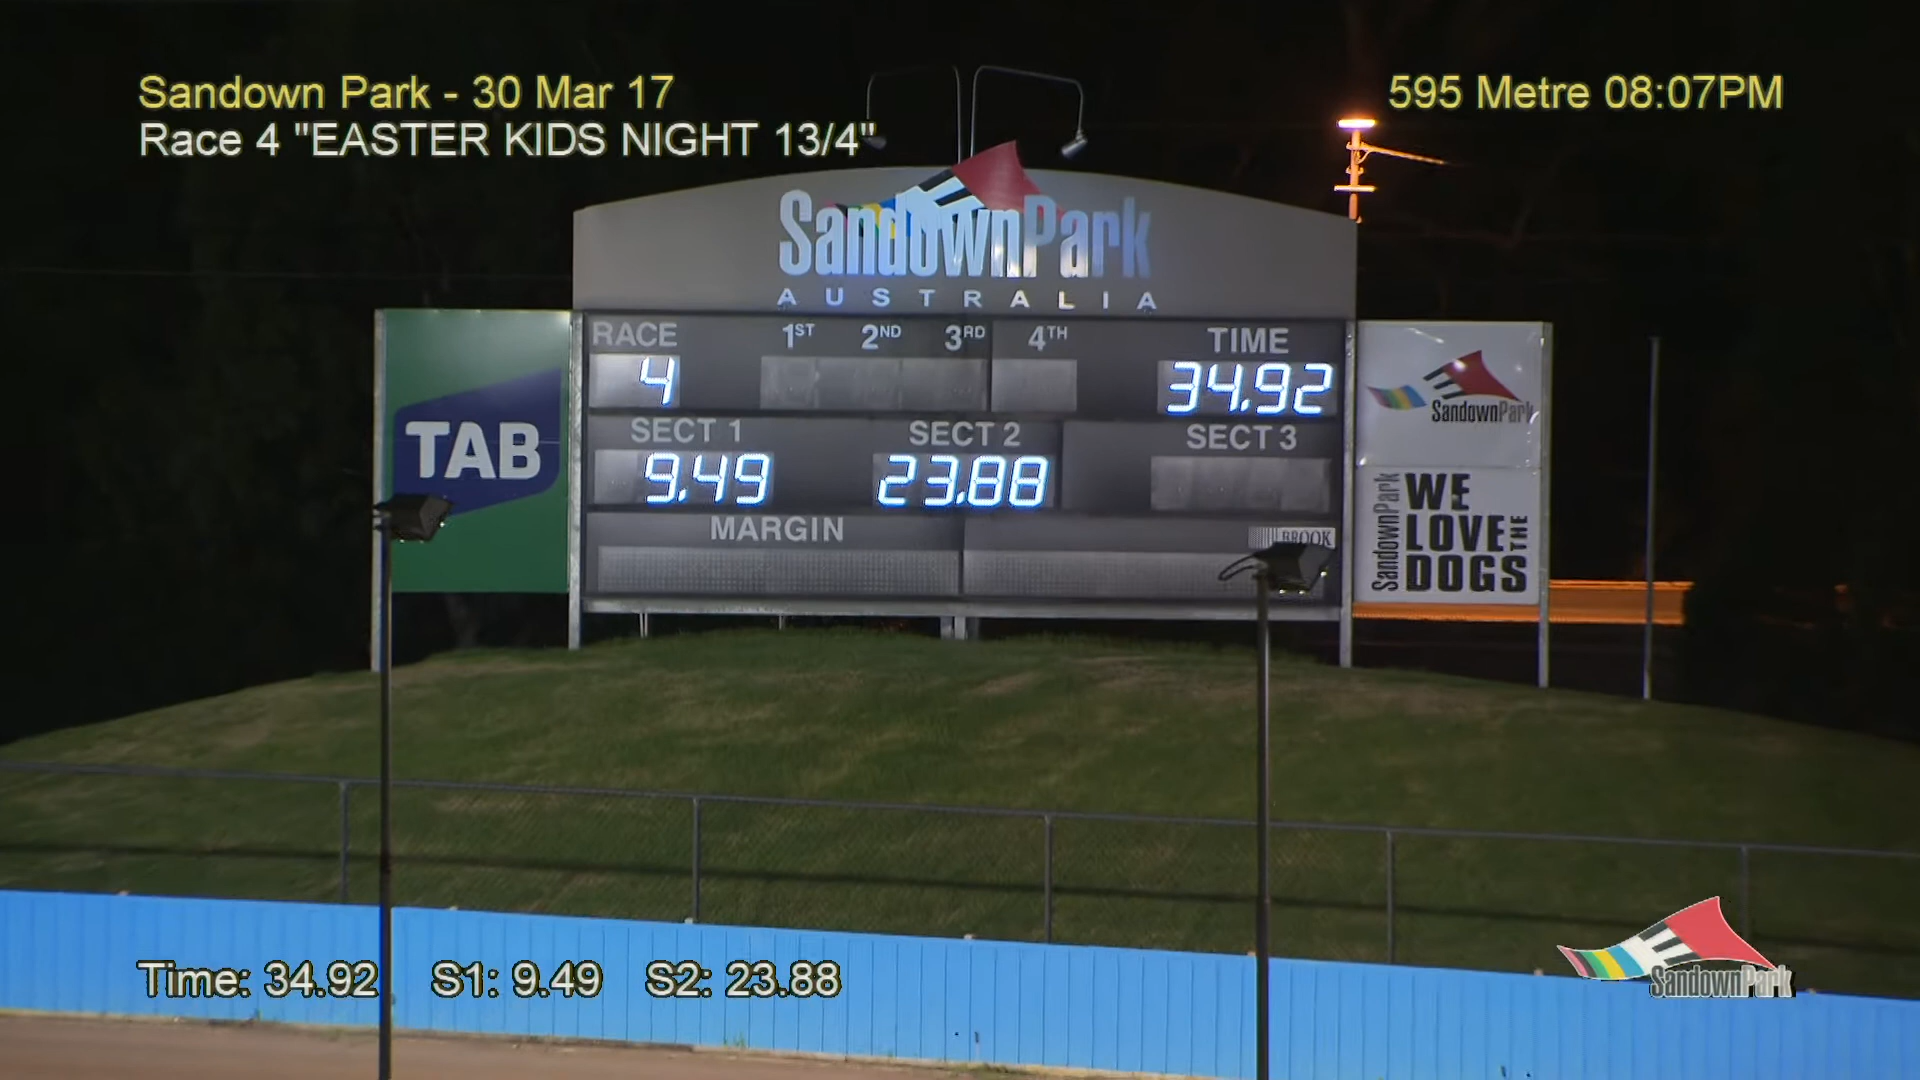 Sandown Park - 30 Mar 17
595 Metre 08:07PM
Race 4 "EASTER KIDS NIGHT 13/4"
SandownPark
AUSTRALIA
RACE 1ST 2ND 3RD 4TH TIME
4 34.92
SECT 1 SECT 2 SECT 3
9.49 23.88
MARGIN
BROOK
TAB
SandownPark
SandownPark
WE
LOVE THE
DOGS
Time: 34.92 S1: 9.49 S2: 23.88
SandownPark